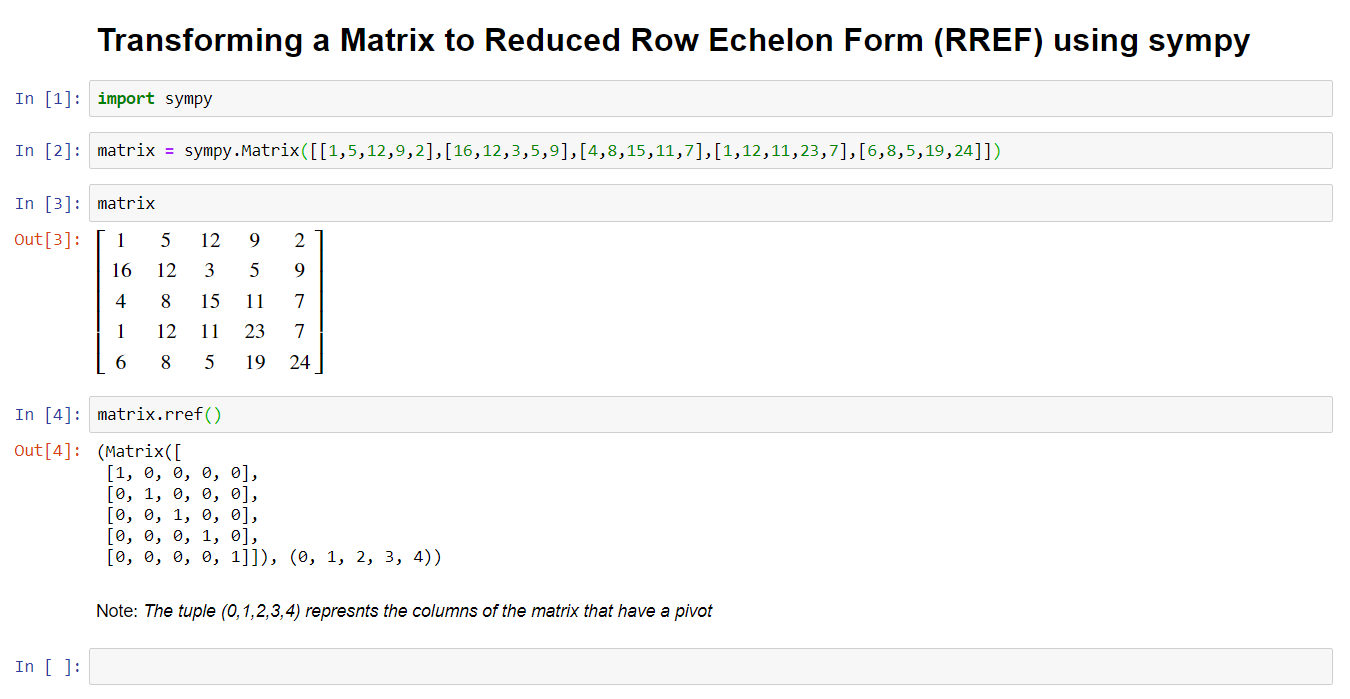 Transforming a Matrix to Reduced Row Echelon Form (RREF) using sympy
In [1]: import sympy
In [2]: matrix = sympy.Matrix([[1,5,12,9,2],[16,12,3,5,9],[4,8,15,11,7],[1,12,11,23,7],[6,8,5,19,24]])
In [3]: matrix
Out[3]: 1 5 12 9 2
16 12 3 5 9
4 8 15 11 7
1 12 11 23 7
6 8 5 19 24
In [4]: matrix.rref()
Out[4]: (Matrix([
[1, 0, 0, 0, 0],
[0, 1, 0, 0, 0],
[0, 0, 1, 0, 0],
[0, 0, 0, 1, 0],
[0, 0, 0, 0, 1]]), (0, 1, 2, 3, 4))
Note: The tuple (0,1,2,3,4) represnts the columns of the matrix that have a pivot
In [ ]: